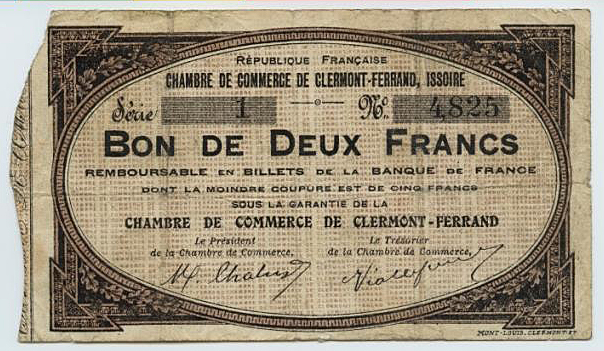 République Française
CHAMBRE DE COMMERCE DE CLERMONT-FERRAND, ISSOIRE
Série 1 No. 4,825
BON DE DEUX FRANCS
REMBOURSABLE EN BILLETS DE LA BANQUE DE FRANCE
DONT LA MOINDRE COUPURE EST DE CINQ FRANCS
SOUS LA GARANTIE DE LA
CHAMBRE DE COMMERCE DE CLERMONT-FERRAND
Le Président Le Trésorier
de la Chambre de Commerce, de la Chambre de Commerce,
MONT-LOUIS, CLERMONT-FD